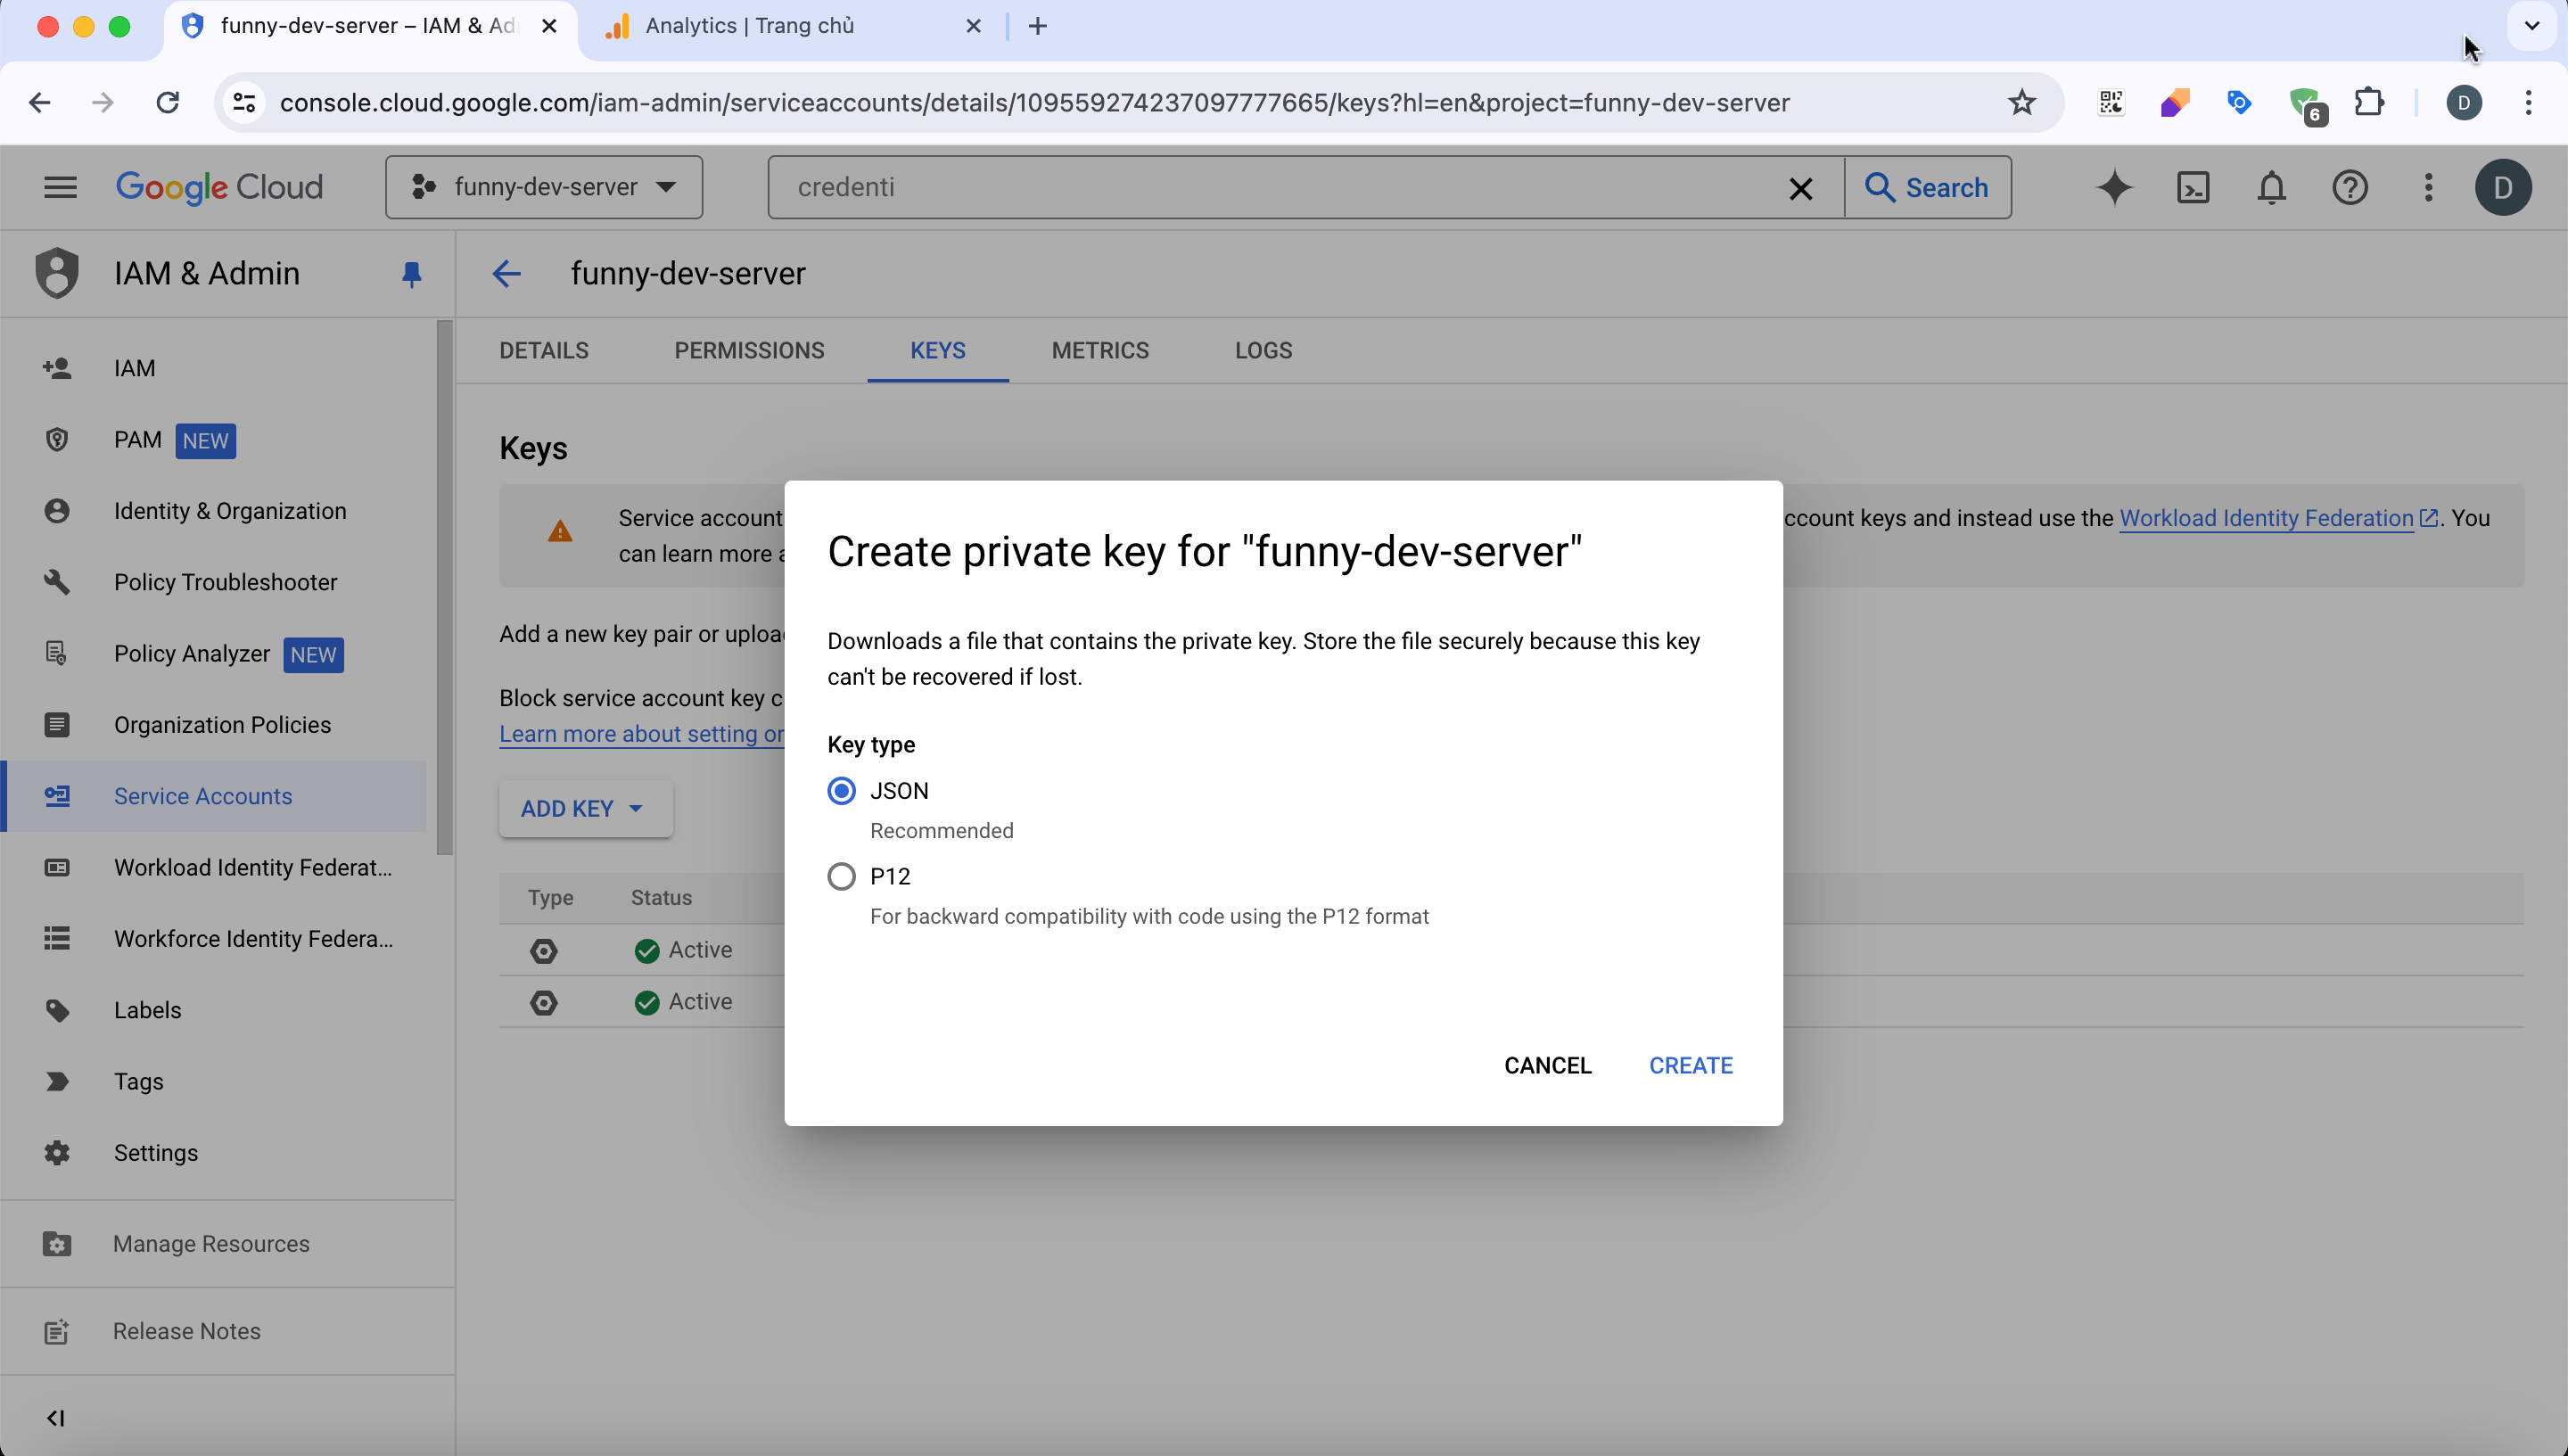 funny-dev-server – IAM & Ad
Analytics | Trang chủ
console.cloud.google.com/iam-admin/serviceaccounts/details/109559274237097777665/keys?hl=en&project=funny-dev-server
6
D
Google Cloud
funny-dev-server
credenti
Search
D
IAM & Admin
funny-dev-server
DETAILS
PERMISSIONS
KEYS
METRICS
LOGS
IAM
PAM NEW
Identity & Organization
Policy Troubleshooter
Policy Analyzer NEW
Organization Policies
Service Accounts
Workload Identity Federat...
Workforce Identity Federa...
Labels
Tags
Settings
Manage Resources
Release Notes
Keys
Service account
ccount keys and instead use the Workload Identity Federation. You
can learn more a
Add a new key pair or uploa
Block service account key c
Learn more about setting or
ADD KEY
Type Status
Active
Active
Create private key for "funny-dev-server"
Downloads a file that contains the private key. Store the file securely because this key
can't be recovered if lost.
Key type
JSON
Recommended
P12
For backward compatibility with code using the P12 format
CANCEL
CREATE